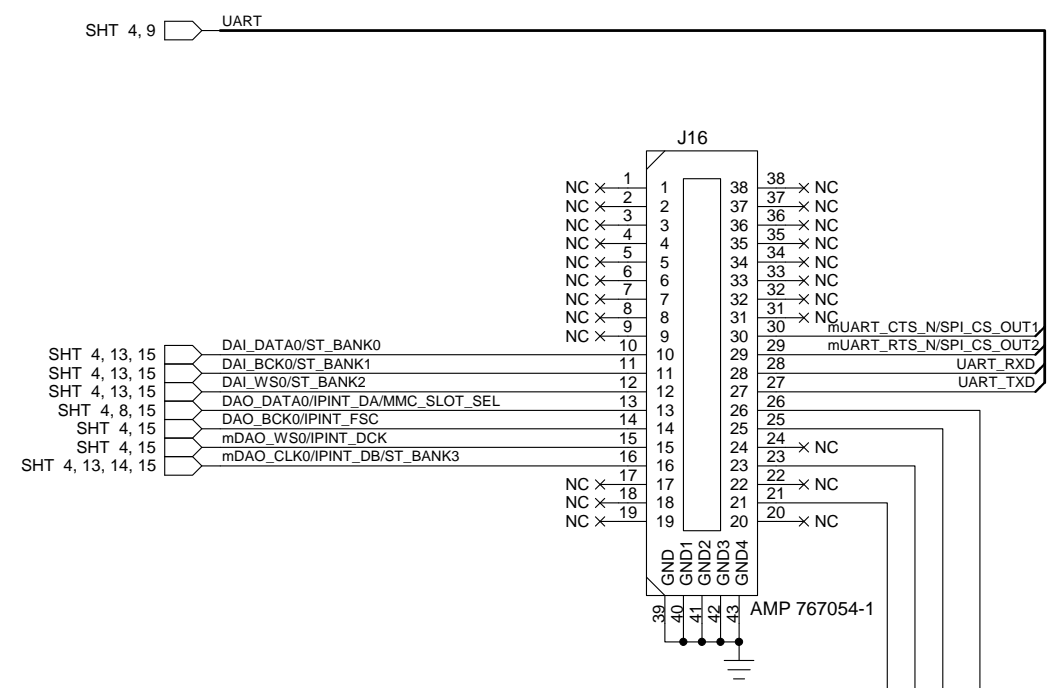 SHT 4, 9 UART
J16
NC 1 1 38 38 NC
NC 2 2 37 37 NC
NC 3 3 36 36 NC
NC 4 4 35 35 NC
NC 5 5 34 34 NC
NC 6 6 33 33 NC
NC 7 7 32 32 NC
NC 8 8 31 31 NC
NC 9 9 30 30 mUART_CTS_N/SPI_CS_OUT1
SHT 4, 13, 15 DAI_DATA0/ST_BANK0 10 10 29 29 mUART_RTS_N/SPI_CS_OUT2
SHT 4, 13, 15 DAI_BCK0/ST_BANK1 11 11 28 28 UART_RXD
SHT 4, 13, 15 DAI_WS0/ST_BANK2 12 12 27 27 UART_TXD
SHT 4, 8, 15 DAO_DATA0/IPINT_DA/MMC_SLOT_SEL 13 13 26 26
SHT 4, 15 DAO_BCK0/IPINT_FSC 14 14 25 25
SHT 4, 15 mDAO_WS0/IPINT_DCK 15 15 24 24 NC
SHT 4, 13, 14, 15 mDAO_CLK0/IPINT_DB/ST_BANK3 16 16 23 23
NC 17 17 22 22 NC
NC 18 18 21 21
NC 19 19 20 20 NC
GND GND1 GND2 GND3 GND4
39 40 41 42 43 AMP 767054-1